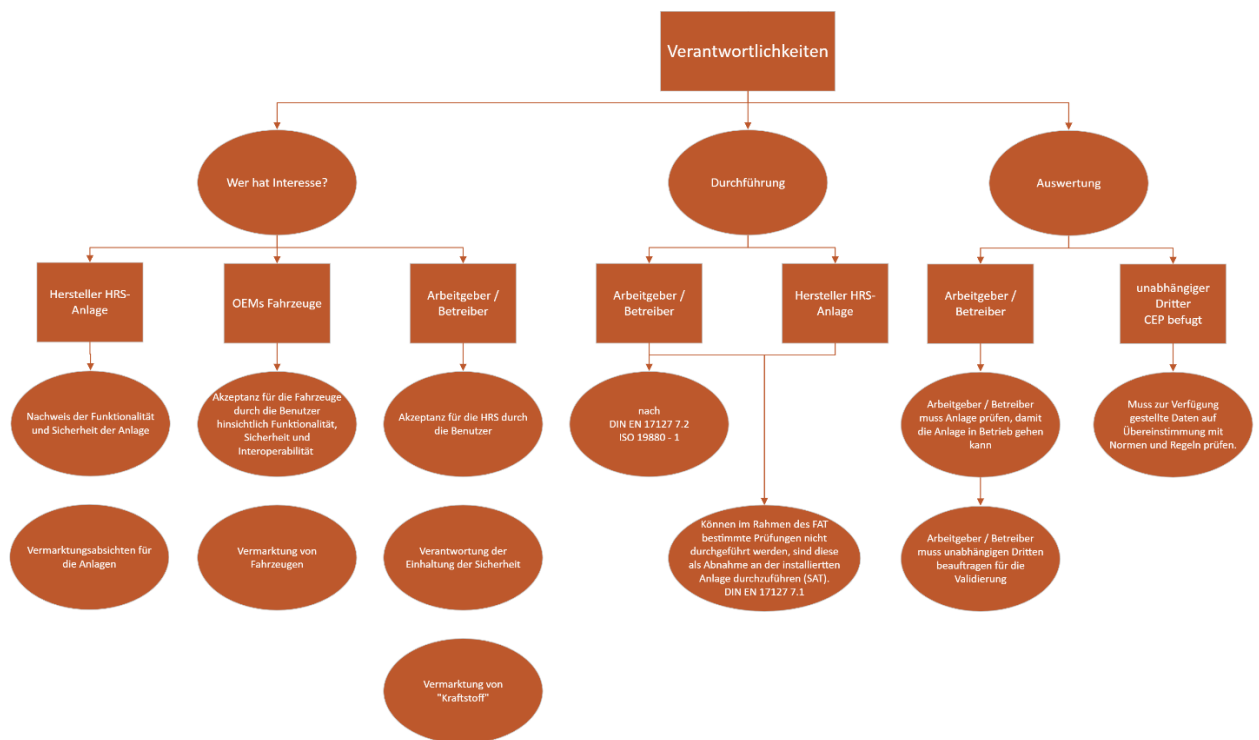 Verantwortlichkeiten
Wer hat Interesse?
Durchführung
Auswertung
Hersteller HRS-
Anlage
OEMs Fahrzeuge
Arbeitgeber /
Betreiber
Arbeitgeber /
Betreiber
Hersteller HRS-
Anlage
Arbeitgeber /
Betreiber
unabhängiger
Dritter
CEP befugt
Nachweis der Funktionalität
und Sicherheit der Anlage
Akzeptanz für die Fahrzeuge
durch die Benutzer
hinsichtlich Funktionalität,
Sicherheit und
Interoperabilität
Akzeptanz für die HRS durch
die Benutzer
nach
DIN EN 17127 7.2
ISO 19880 - 1
Arbeitgeber / Betreiber
muss Anlage prüfen, damit
die Anlage in Betrieb gehen
kann
Muss zur Verfügung
gestellte Daten auf
Übereinstimmung mit
Normen und Regeln prüfen.
Vermarktungsabsichten für
die Anlagen
Vermarktung von
Fahrzeugen
Verantwortung der
Einhaltung der Sicherheit
Können im Rahmen des FAT
bestimmte Prüfungen nicht
durchgeführt werden, sind diese
als Abnahme an der installiertten
Anlage durchzuführen (SAT).
DIN EN 17127 7.1
Arbeitgeber / Betreiber
muss unabhängigen Dritten
beauftragen für die
Validierung
Vermarktung von
"Kraftstoff"